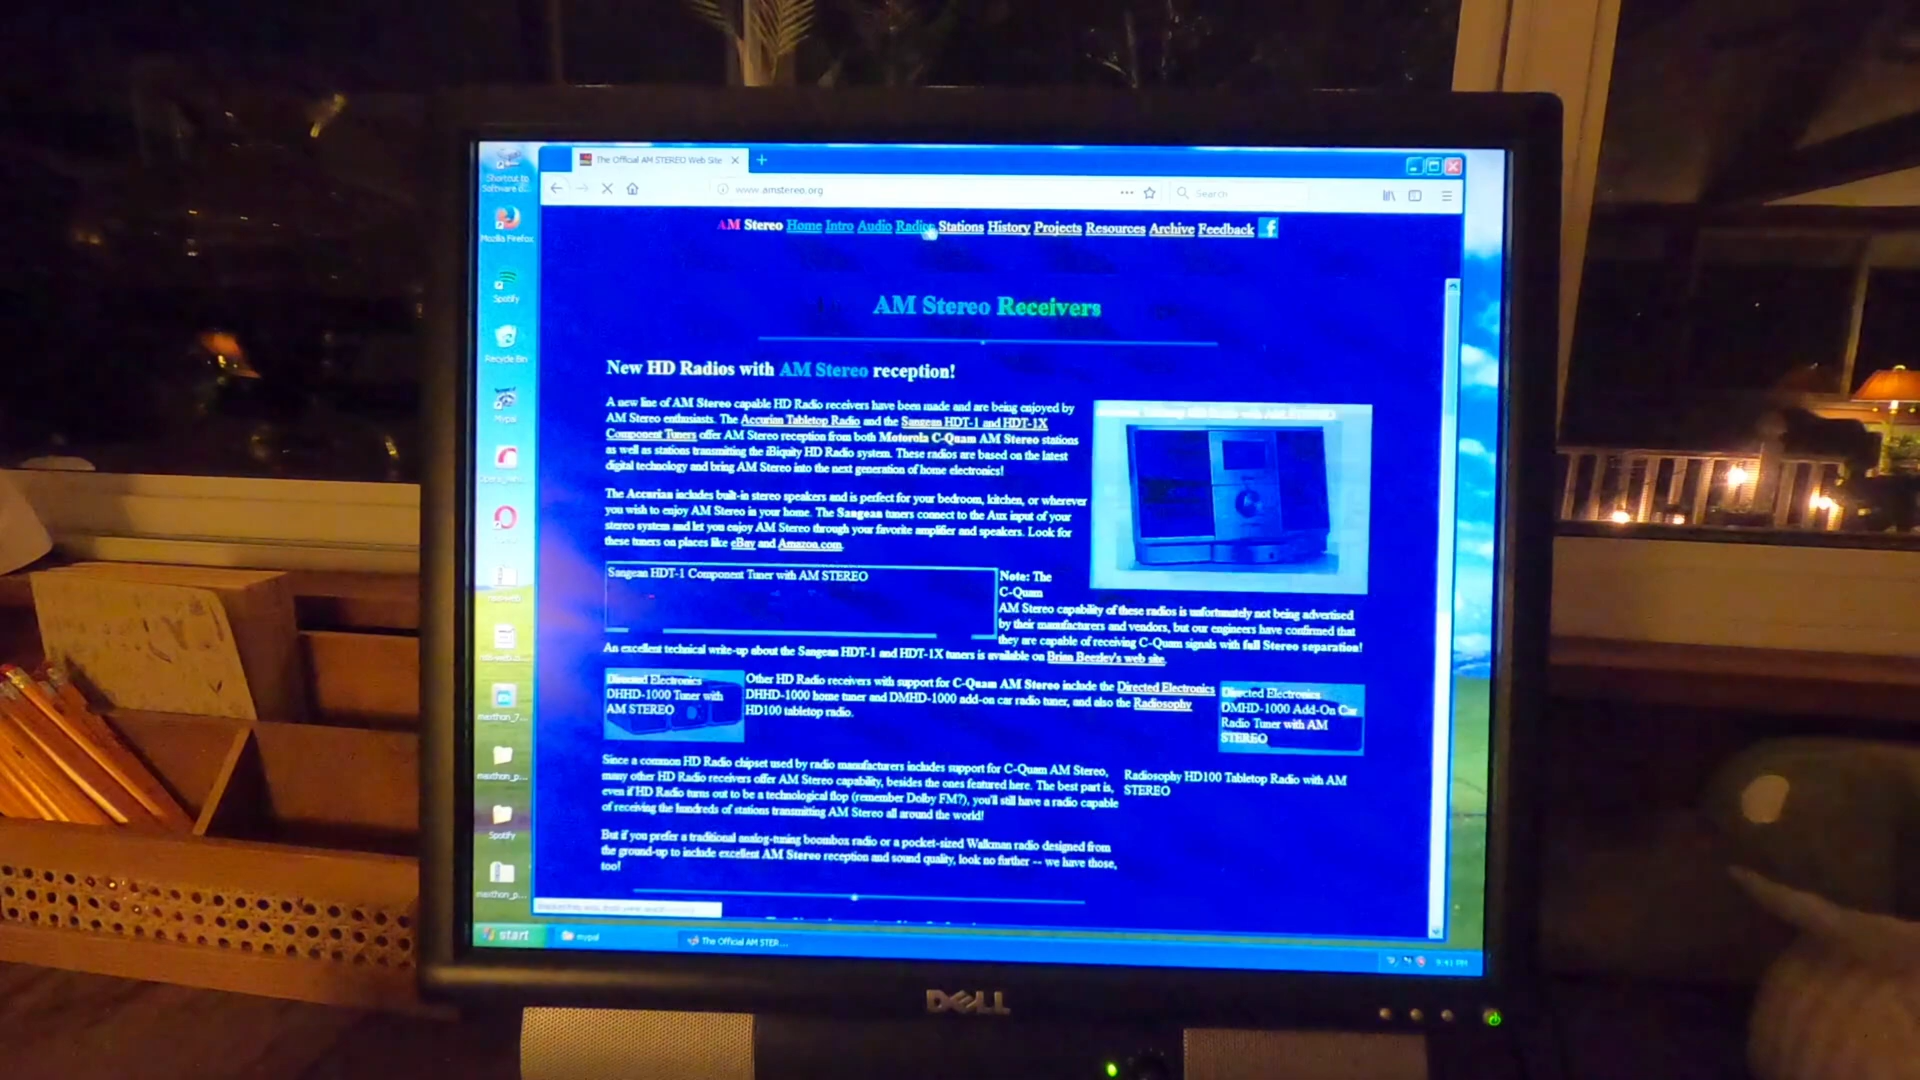 The Official AM STEREO Web Site
www.amstereo.org
Search
AM Stereo Home Intro Audio Radios Stations History Projects Resources Archive Feedback f
AM Stereo Receivers
New HD Radios with AM Stereo reception!
A new line of AM Stereo capable HD Radio receivers have been made and are being enjoyed by
AM Stereo enthusiasts. The Accurian Tabletop Radio and the Sangean HDT-1 and HDT-1X
Component Tuners offer AM Stereo reception from both Motorola C-Quam AM Stereo stations
as well as stations transmitting the iBiquity HD Radio system. These radios are based on the latest
digital technology and bring AM Stereo into the next generation of home electronics!
The Accurian includes built-in stereo speakers and is perfect for your bedroom, kitchen, or wherever
you wish to enjoy AM Stereo in your home. The Sangean tuners connect to the Aux input of your
stereo system and let you enjoy AM Stereo through your favorite amplifier and speakers. Look for
these tuners on places like eBay and Amazon.com.
Sangean HDT-1 Component Tuner with AM STEREO
Note: The
C-Quam
AM Stereo capability of these radios is unfortunately not being advertised
by their manufacturers and vendors, but our engineers have confirmed that
they are capable of receiving C-Quam signals with full Stereo separation!
An excellent technical write-up about the Sangean HDT-1 and HDT-1X tuners is available on Brian Beezley's web site.
Directed Electronics
DHHD-1000 Tuner with
AM STEREO
Other HD Radio receivers with support for C-Quam AM Stereo include the Directed Electronics
DHHD-1000 home tuner and DMHD-1000 add-on car radio tuner, and also the Radiosophy
HD100 tabletop radio.
Directed Electronics
DMHD-1000 Add-On Car
Radio Tuner with AM
STEREO
Since a common HD Radio chipset used by radio manufacturers includes support for C-Quam AM Stereo,
many other HD Radio receivers offer AM Stereo capability, besides the ones featured here. The best part is,
even if HD Radio turns out to be a technological flop (remember Dolby FM?), you'll still have a radio capable
of receiving the hundreds of stations transmitting AM Stereo all around the world!
Radiosophy HD100 Tabletop Radio with AM
STEREO
But if you prefer a traditional analog-tuning boombox radio or a pocket-sized Walkman radio designed from
the ground-up to include excellent AM Stereo reception and sound quality, look no further -- we have those,
too!
Shortcut to
Software
Mozilla Firefox
Spotify
Recycle Bin
Mypal
maxthon_7...
maxthon_p...
Spotify
maxthon_p...
start
mypal
The Official AM STER...
9:41 PM
DELL